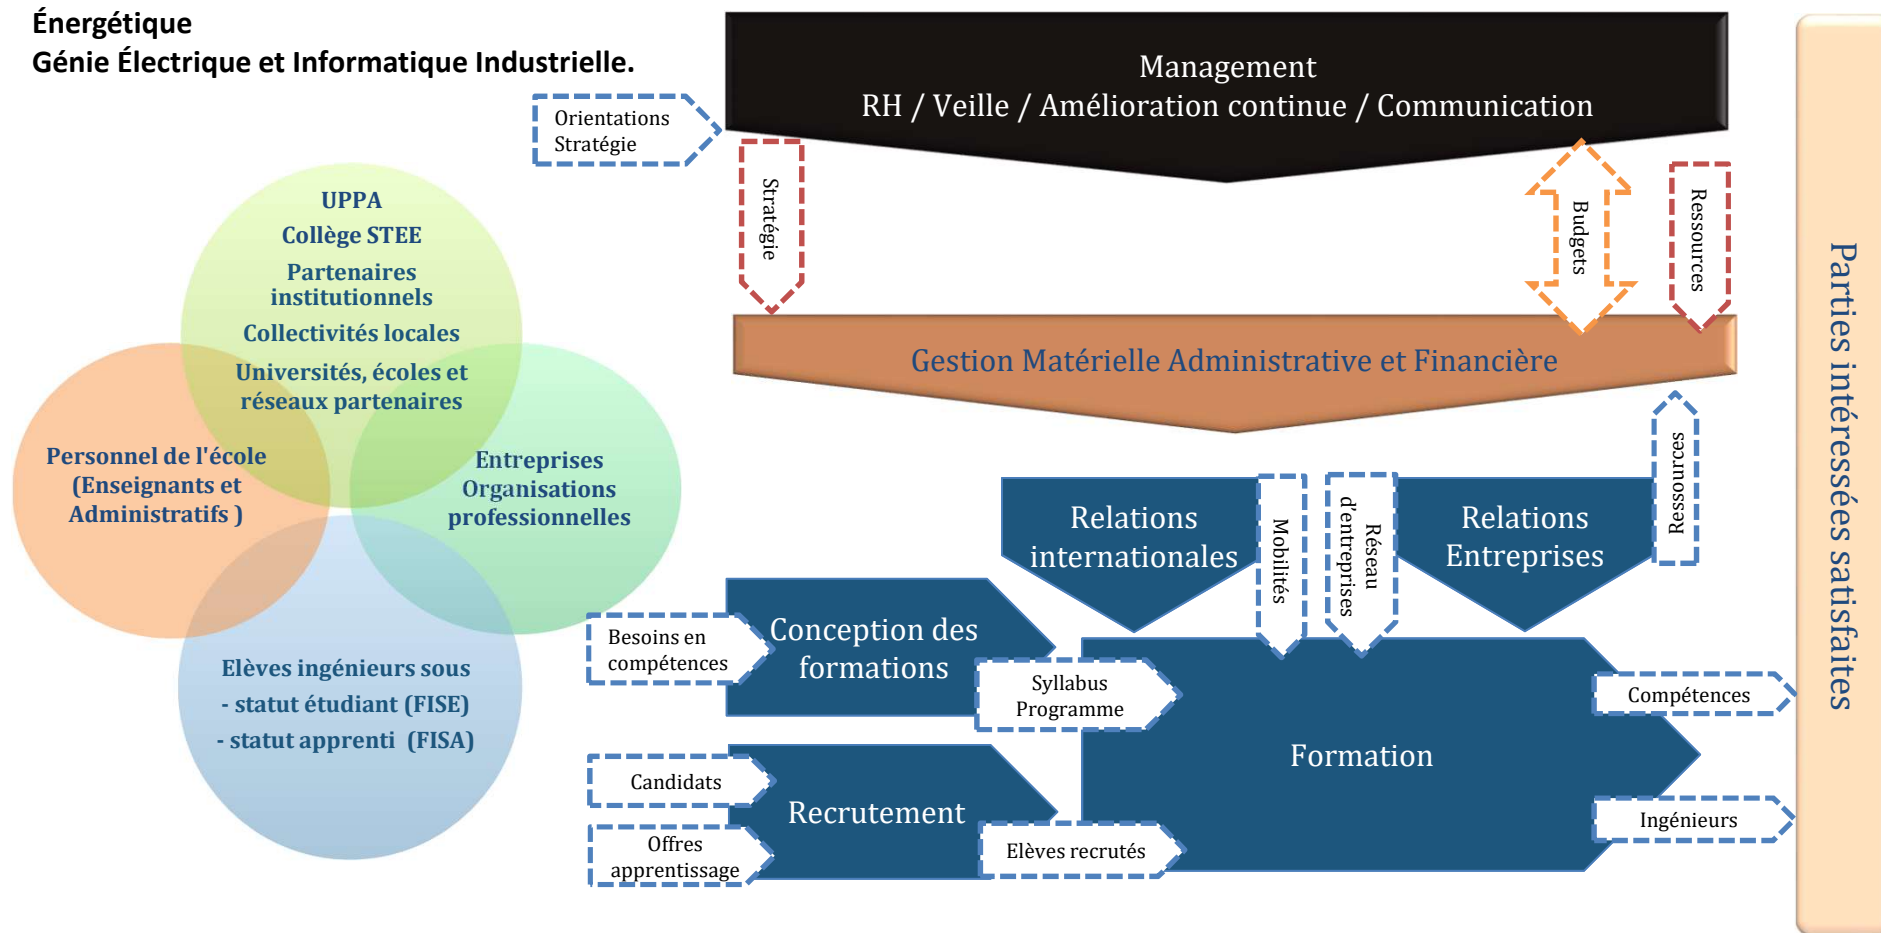 Énergétique
Génie Électrique et Informatique Industrielle.
Management
RH / Veille / Amélioration continue / Communication
Orientations
Stratégie
Stratégie
Budgets
Ressources
UPPA
Collège STEE
Partenaires
institutionnels
Collectivités locales
Universités, écoles et
réseaux partenaires
Personnel de l'école
(Enseignants et
Administratifs )
Entreprises
Organisations
professionnelles
Elèves ingénieurs sous
- statut étudiant (FISE)
- statut apprenti (FISA)
Gestion Matérielle Administrative et Financière
Ressources
Relations
internationales
Mobilités
Réseau
d'entreprises
Relations
Entreprises
Besoins en
compétences
Conception des
formations
Syllabus
Programme
Candidats
Offres
apprentissage
Recrutement
Elèves recrutés
Formation
Compétences
Ingénieurs
Parties intéressées satisfaites